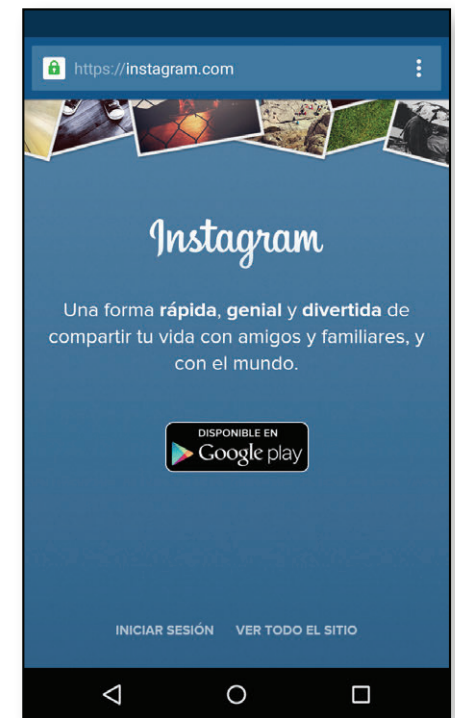 https://instagram.com
Instagram
Una forma rápida, genial y divertida de
compartir tu vida con amigos y familiares, y
con el mundo.
DISPONIBLE EN
Google play
INICIAR SESIÓN VER TODO EL SITIO